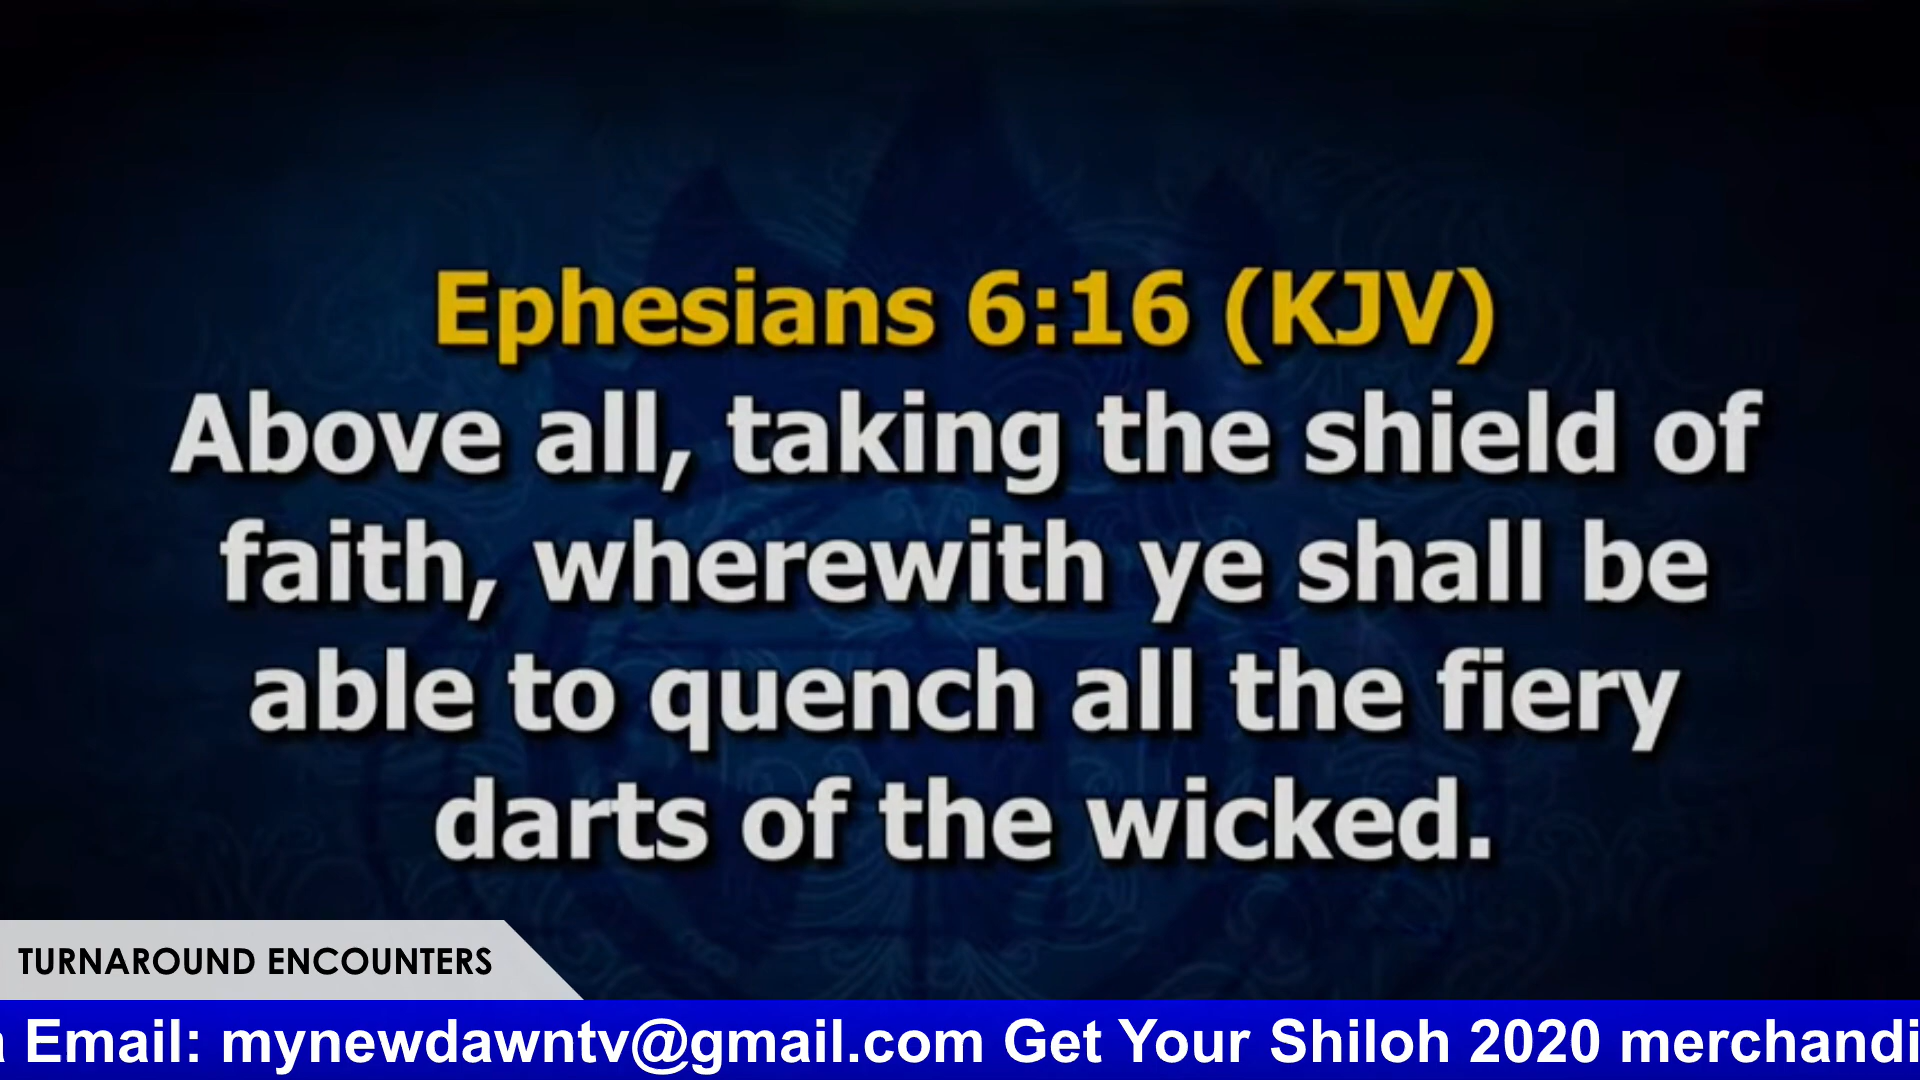 Ephesians 6:16 (KJV)
Above all, taking the shield of
faith, wherewith ye shall be
able to quench all the fiery
darts of the wicked.
TURNAROUND ENCOUNTERS
Email: mynewdawntv@gmail.com Get Your Shiloh 2020